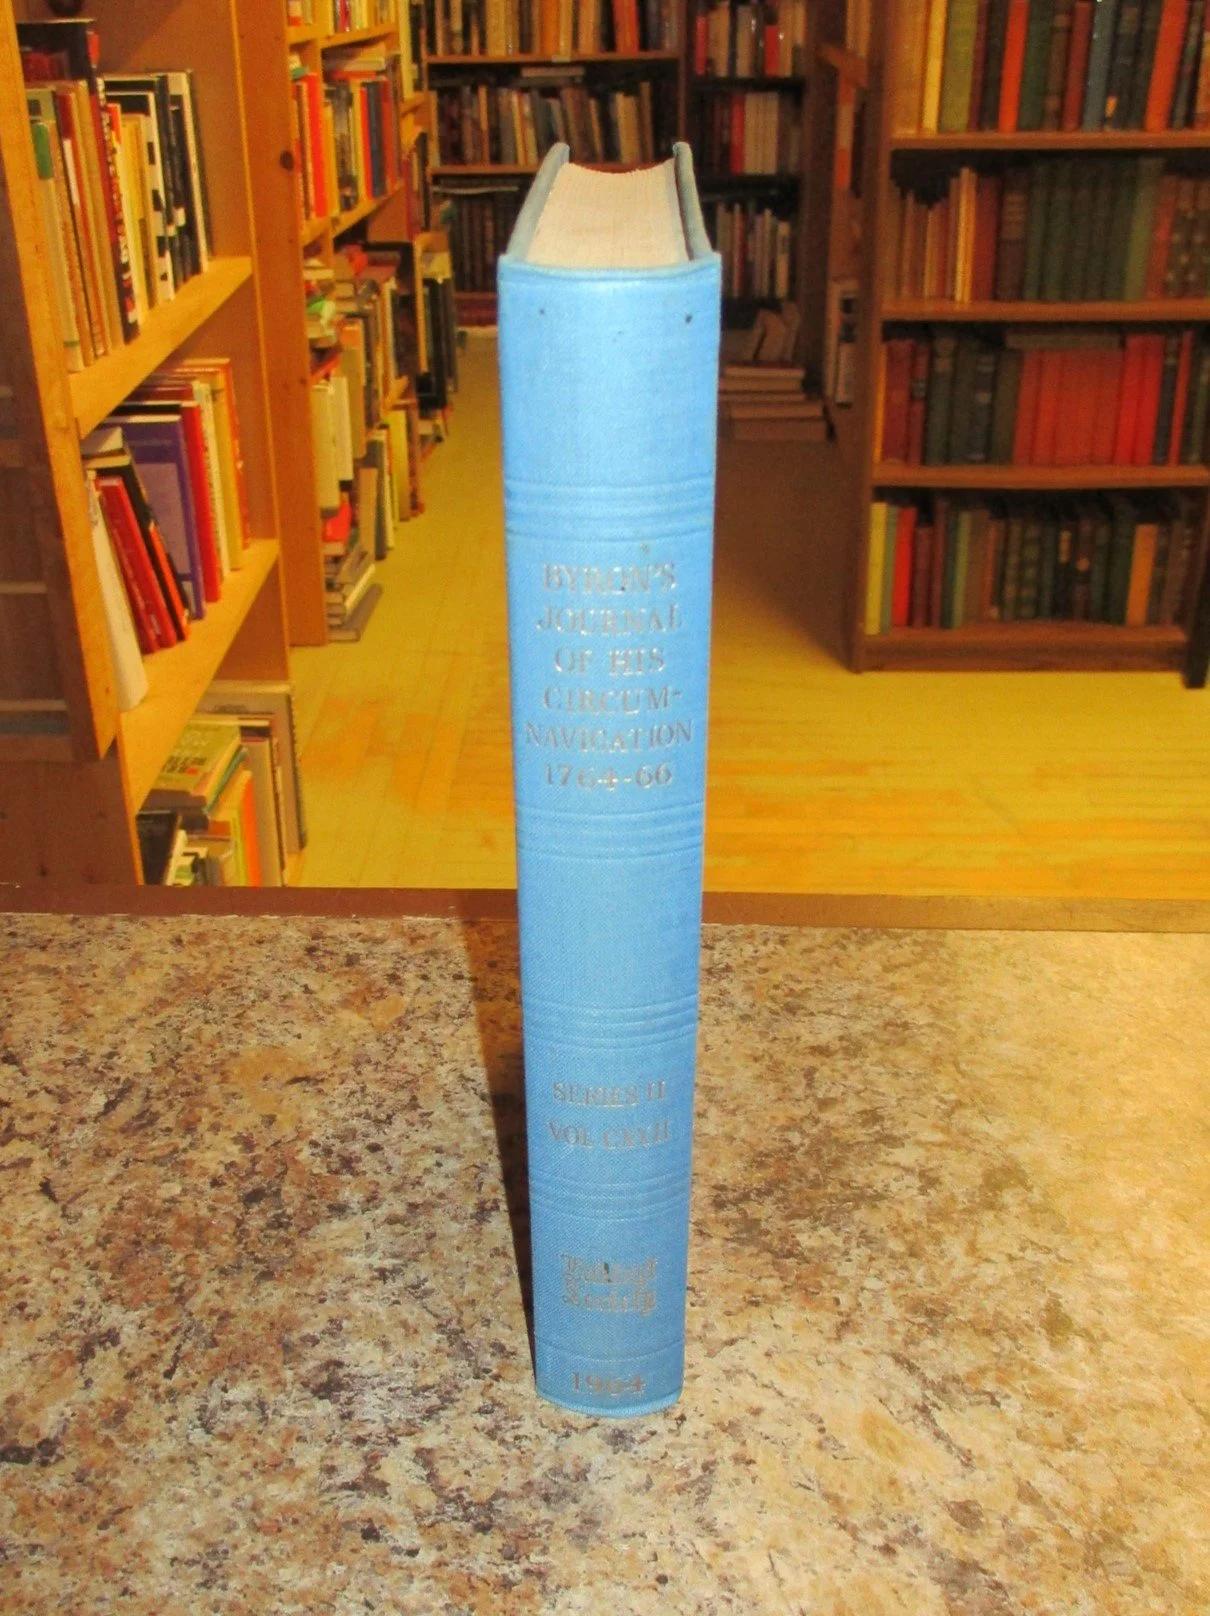 BYRON'S
JOURNAL
OF HIS
CIRCUM-
NAVIGATION
1764-66
SERIES II
VOL CXXII
Hakluyt
Society
1964